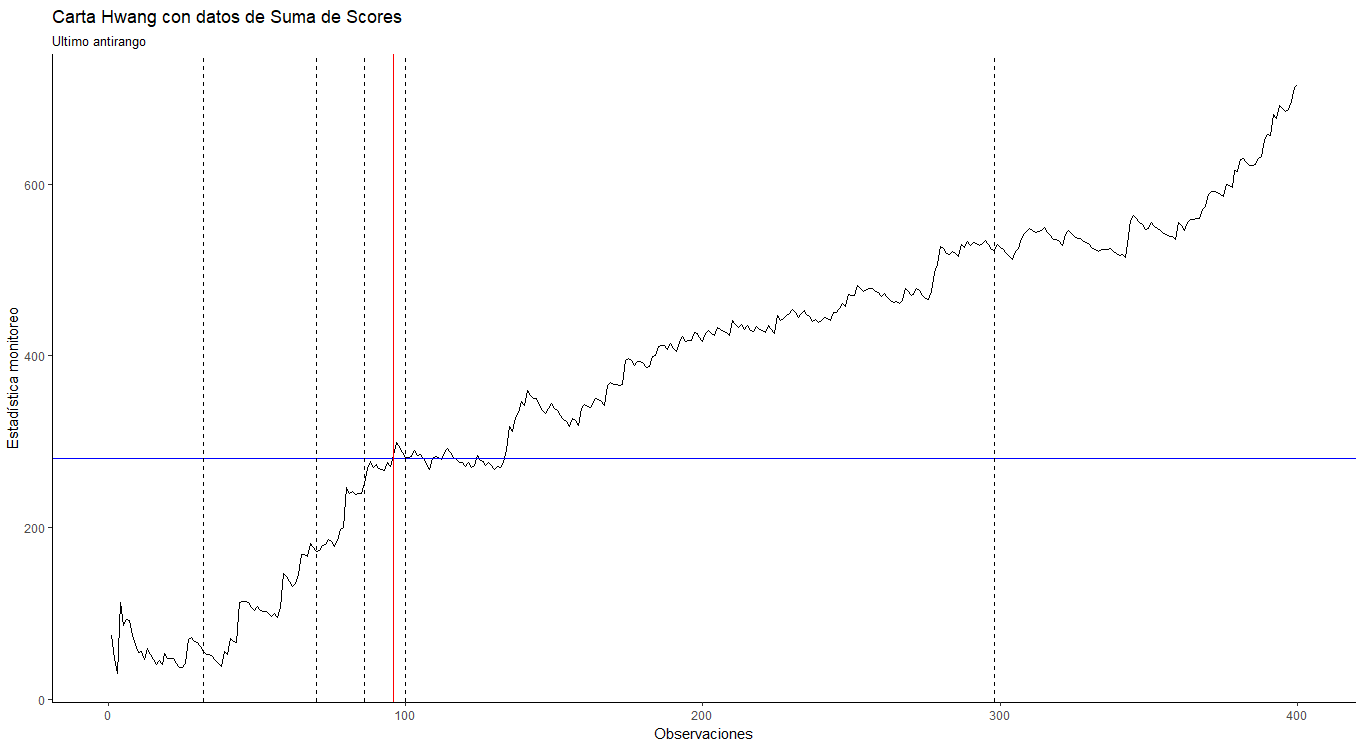 Carta Hwang con datos de Suma de Scores
Ultimo antirango
Estadística monitoreo
600
400
200
0
0 100 200 300 400
Observaciones